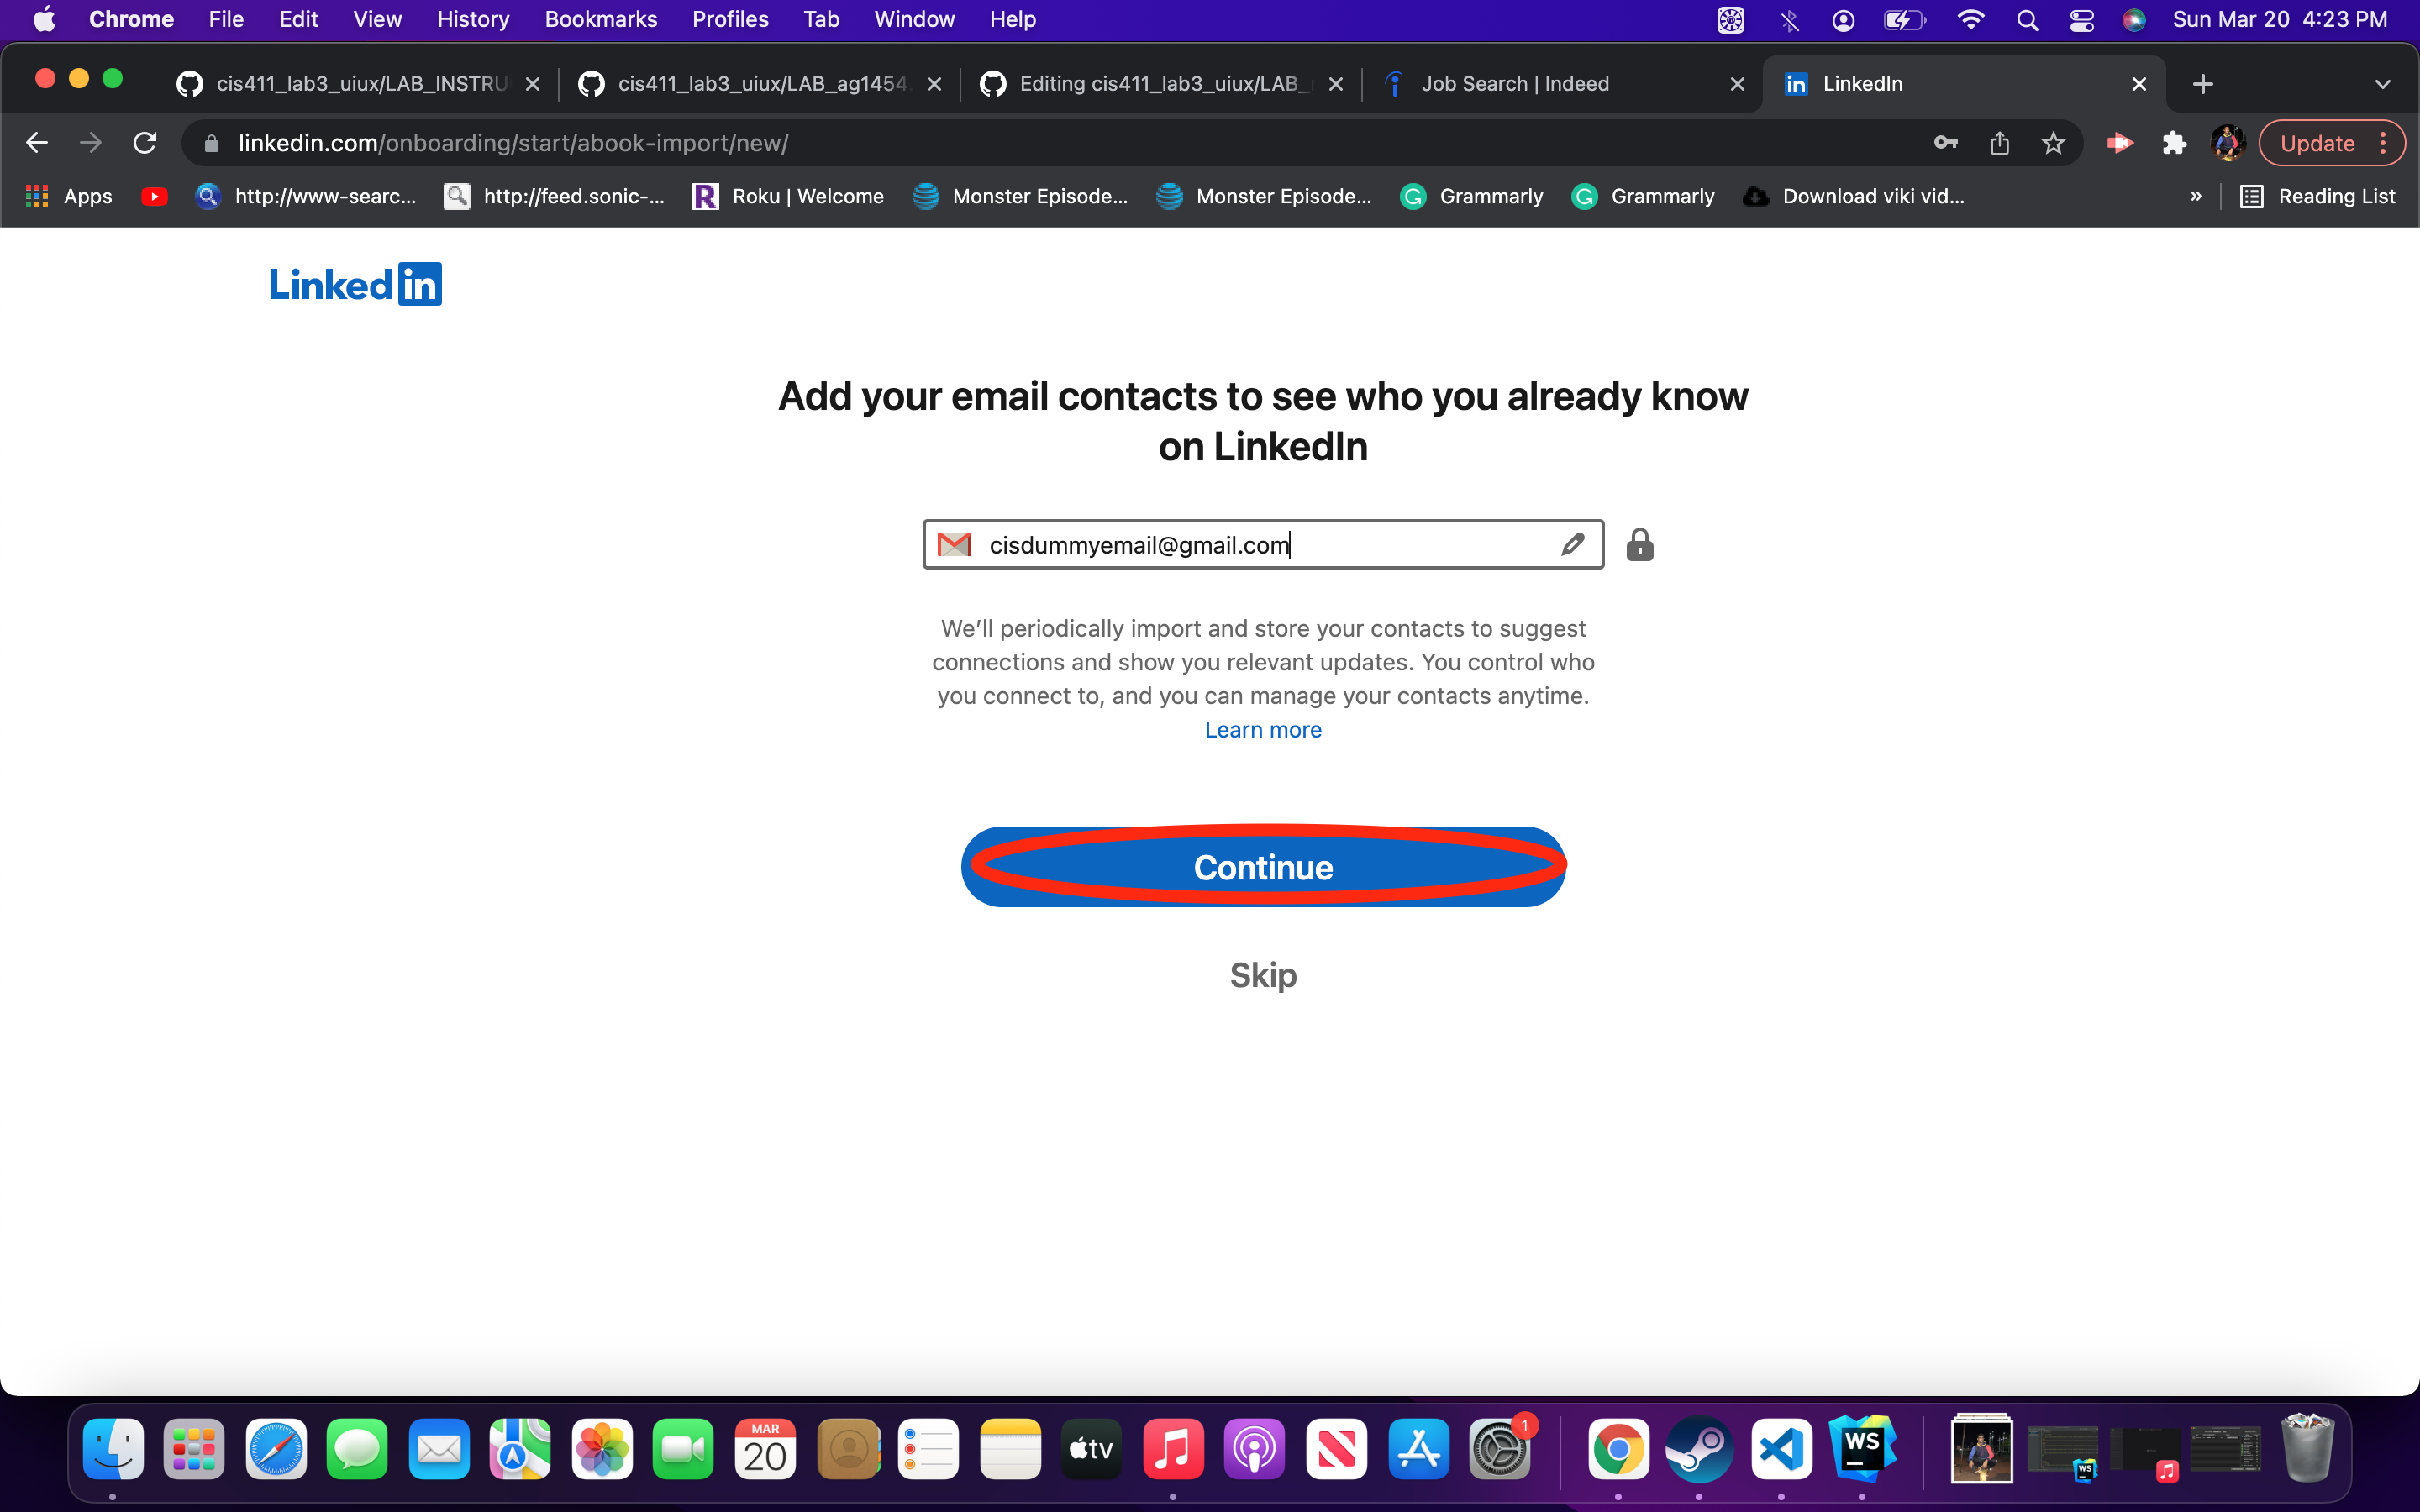 Chrome File Edit View History Bookmarks Profiles Tab Window Help Sun Mar 20 4:23 PM
cis411_lab3_uiux/LAB_INSTRU cis411_lab3_uiux/LAB_ag1454. Editing cis411_lab3_uiux/LAB_ Job Search | Indeed in LinkedIn
linkedin.com/onboarding/start/abook-import/new/ Update
Apps http://www-searc... http://feed.sonic-... R Roku | Welcome Monster Episode... Monster Episode... G Grammarly G Grammarly Download viki vid... » Reading List
Linked in
Add your email contacts to see who you already know
on LinkedIn
cisdummyemail@gmail.com
We’ll periodically import and store your contacts to suggest
connections and show you relevant updates. You control who
you connect to, and you can manage your contacts anytime.
Learn more
Continue
Skip
MAR
20
tv
1
WS
WS